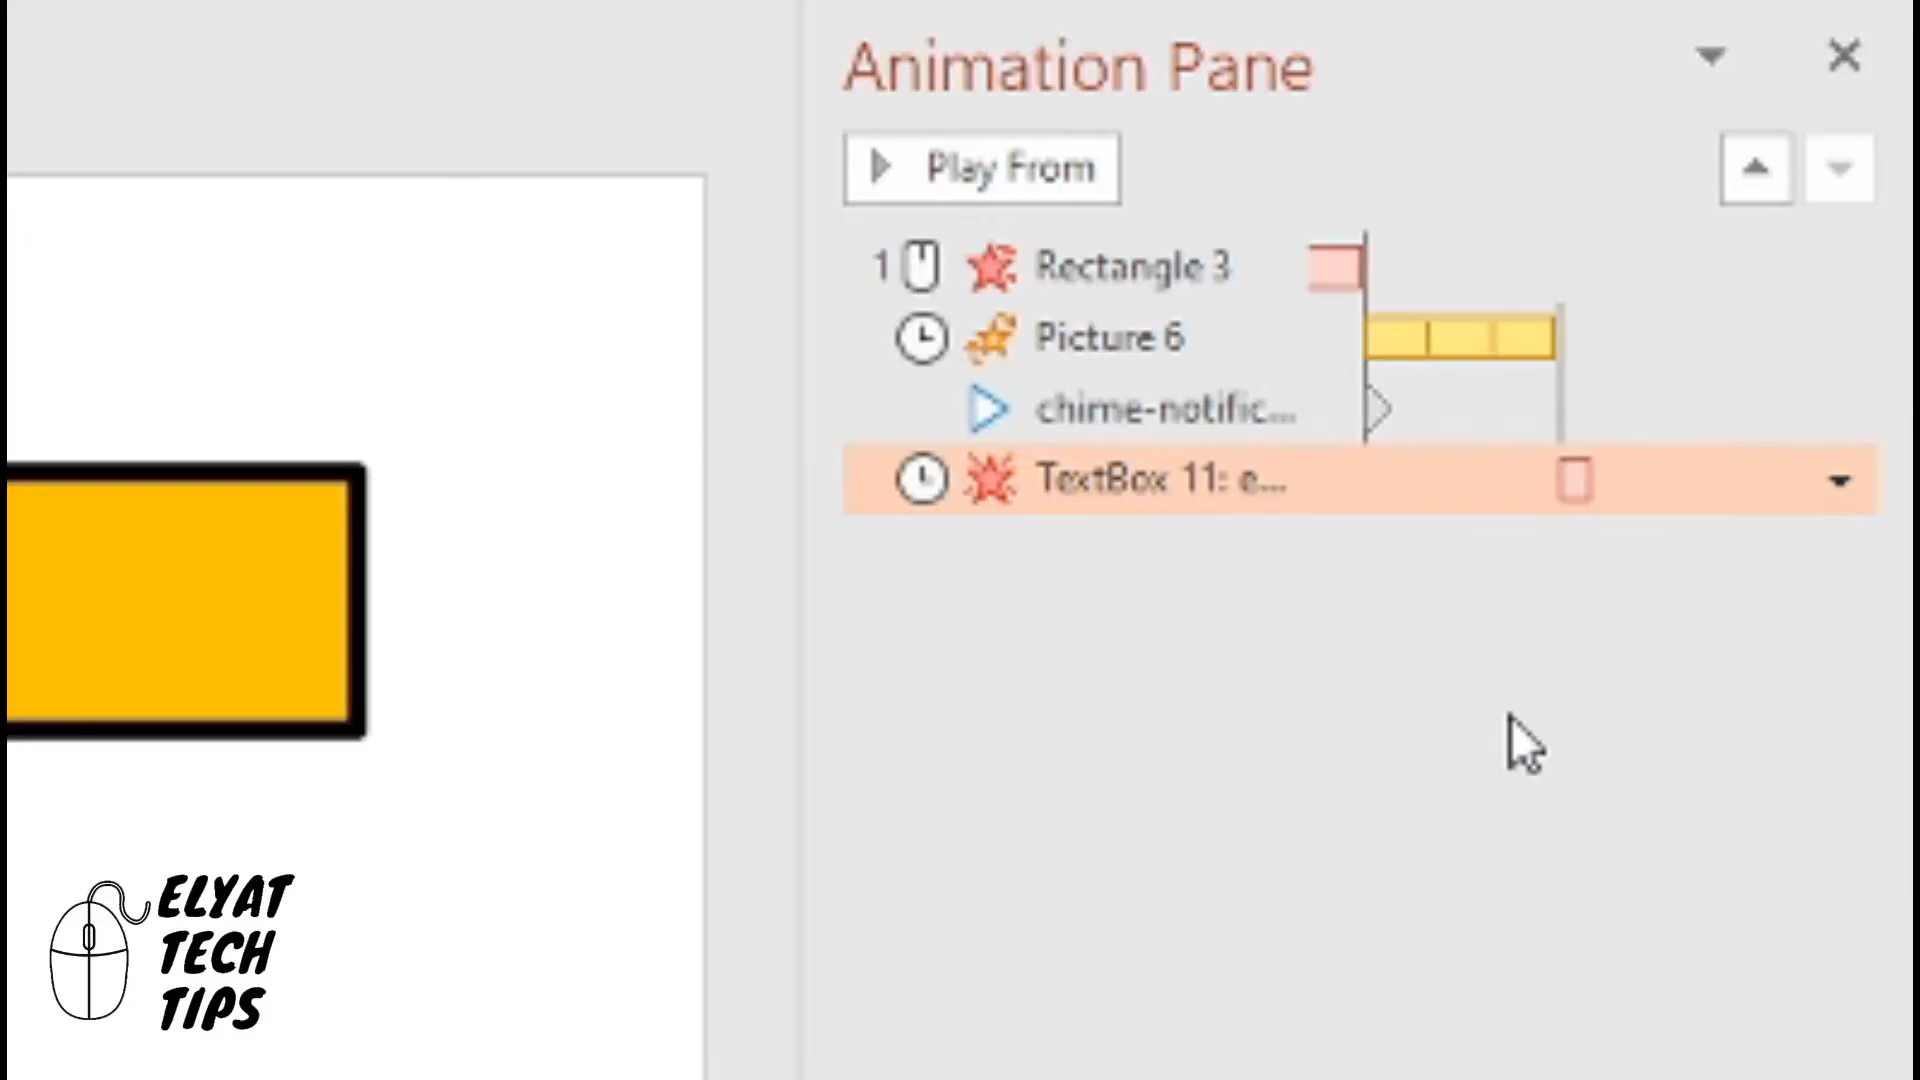 Animation Pane
Play From
1 Rectangle 3
Picture 6
chime-notific...
TextBox 11: e...
ELYAT
TECH
TIPS